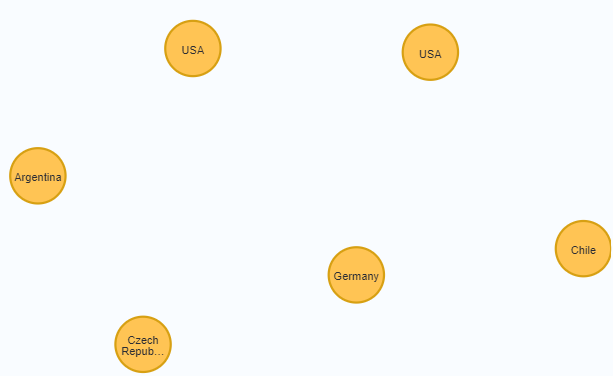 USA
USA
Argentina
Chile
Germany
Czech
Repub...